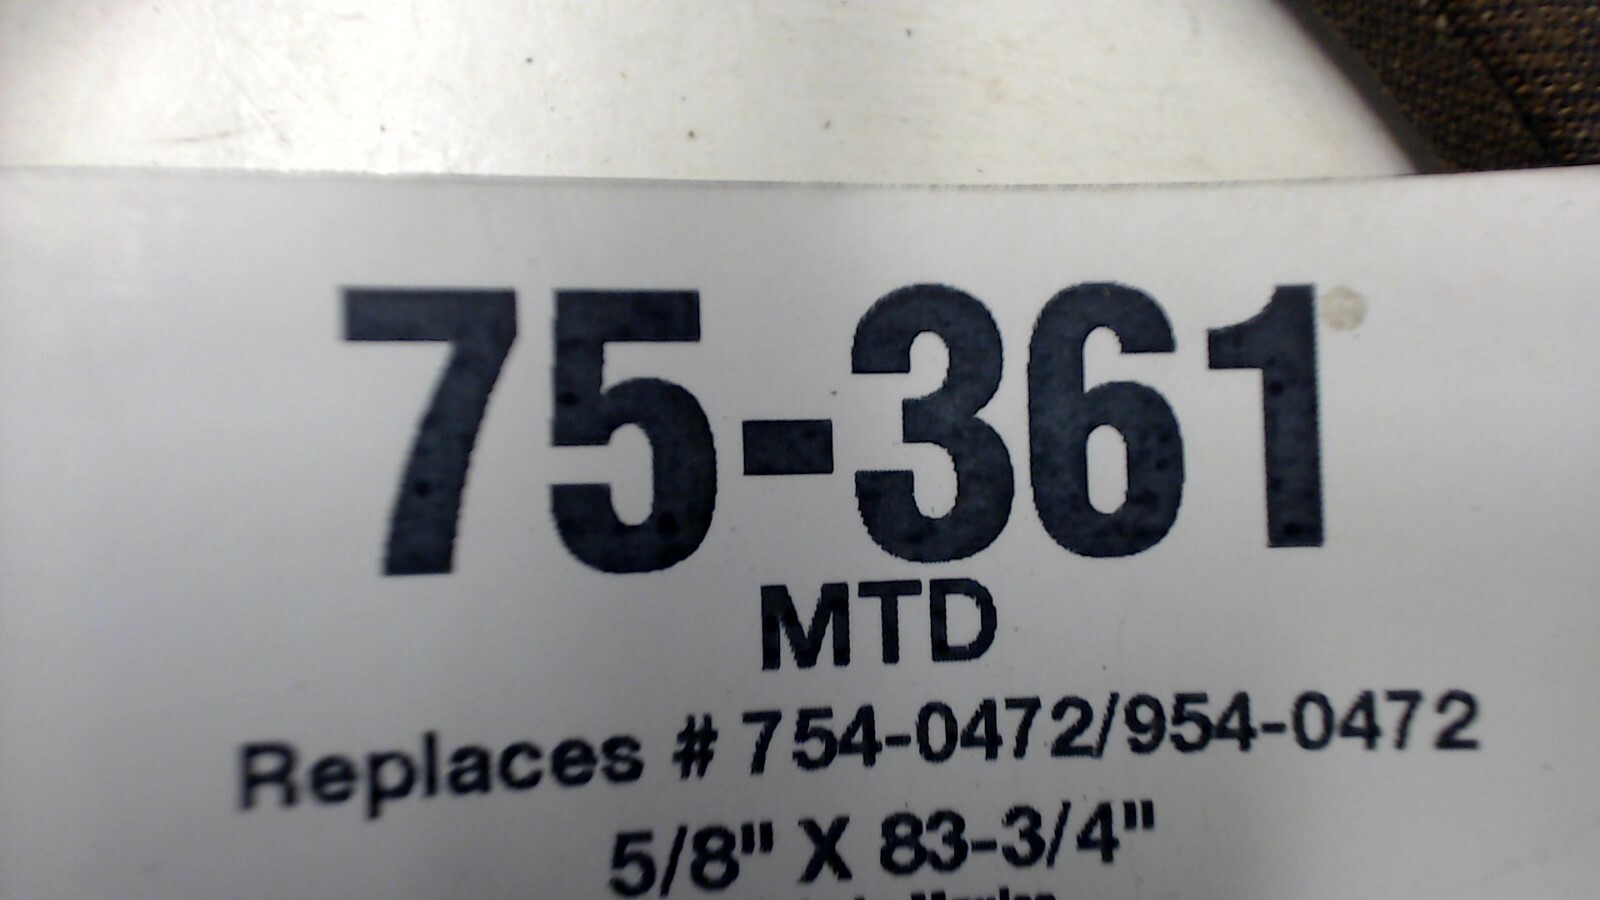 75-361
MTD
Replaces # 754-0472/954-0472
5/8" X 83-3/4"